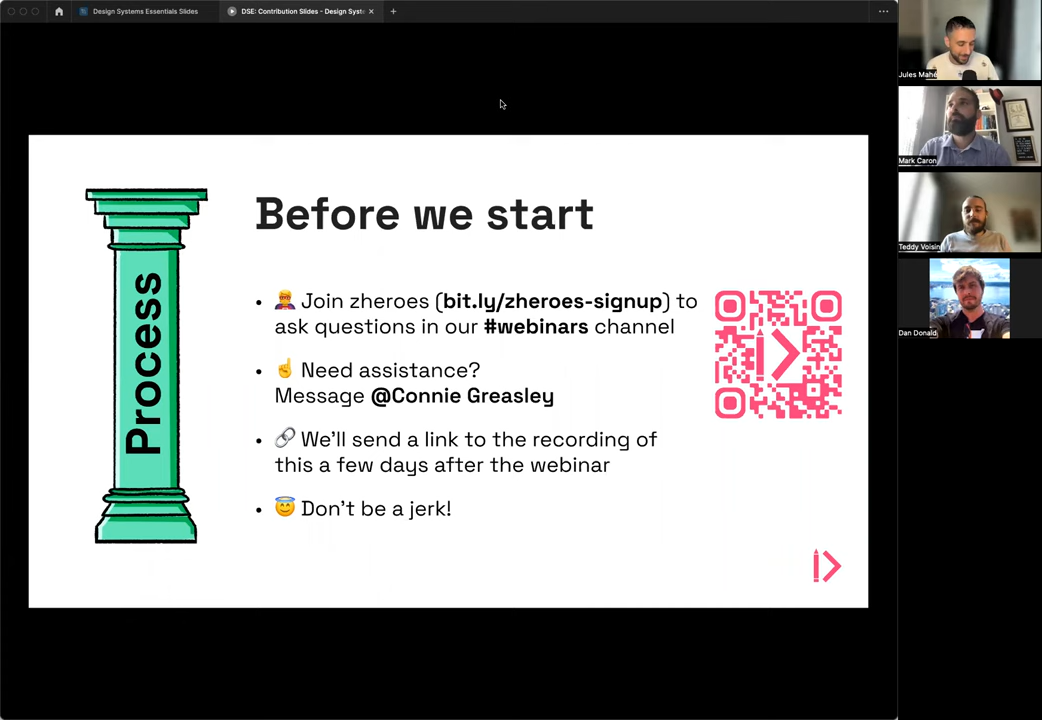 Design Systems Essentials Slides
DSE: Contribution Slides - Design Syst
Jules Mahé
Mark Caron
Teddy Voisin
Dan Donald
Process
Before we start
• 🦸 Join zheroes (bit.ly/zheroes-signup) to
ask questions in our #webinars channel
• ☝️ Need assistance?
Message @Connie Greasley
• 🔗 We'll send a link to the recording of
this a few days after the webinar
• 😇 Don't be a jerk!